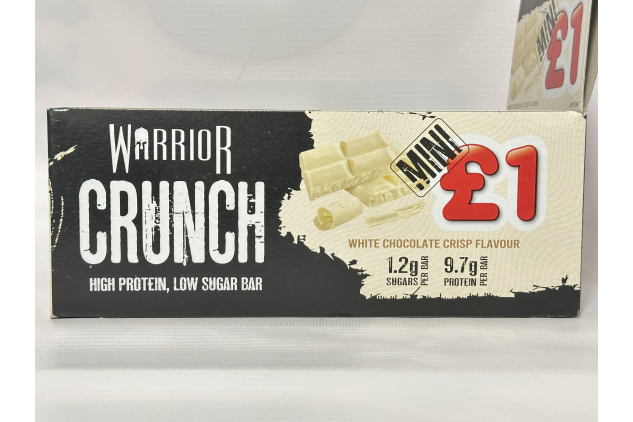 WARRIOR
CRUNCH
HIGH PROTEIN, LOW SUGAR BAR
MINI
£1
WHITE CHOCOLATE CRISP FLAVOUR
1.2g SUGARS PER BAR
9.7g PROTEIN PER BAR
MINI
£1